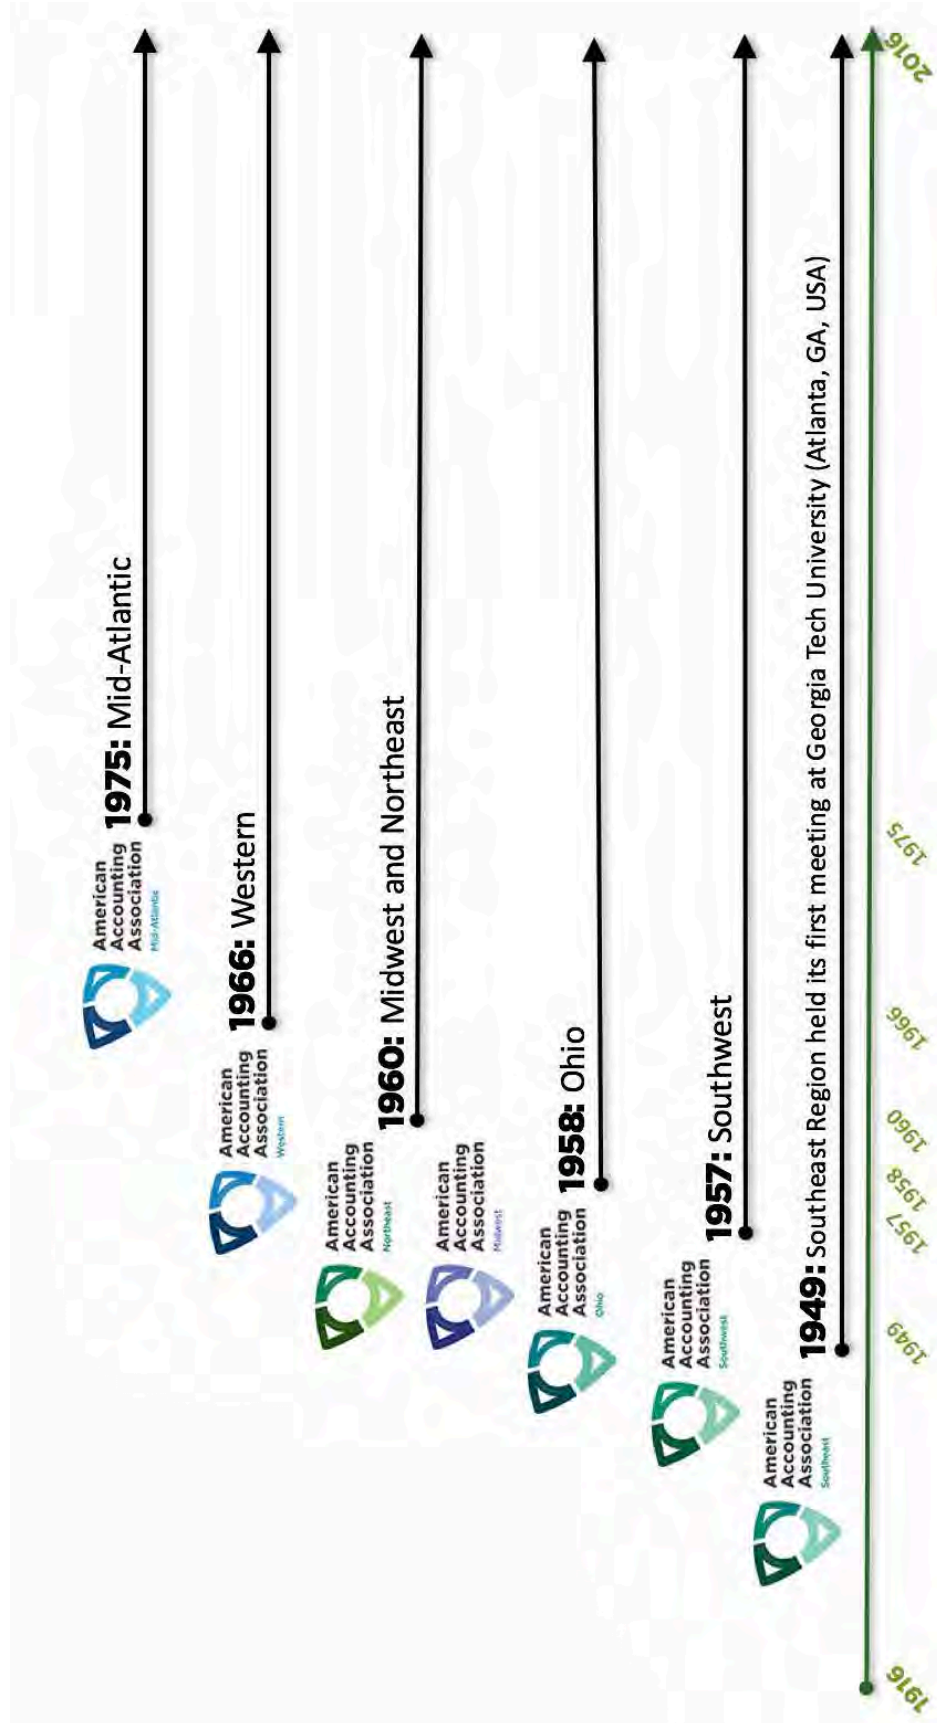 American
Accounting
Association
Mid-Atlantic
1975: Mid-Atlantic
American
Accounting
Association
Western
1966: Western
American
Accounting
Association
Northeast
American
Accounting
Association
Midwest
1960: Midwest and Northeast
American
Accounting
Association
Ohio
1958: Ohio
American
Accounting
Association
Southwest
1957: Southwest
American
Accounting
Association
Southeast
1949: Southeast Region held its first meeting at Georgia Tech University (Atlanta, GA, USA)
1916
1949
1957
1958
1960
1966
1975
2016